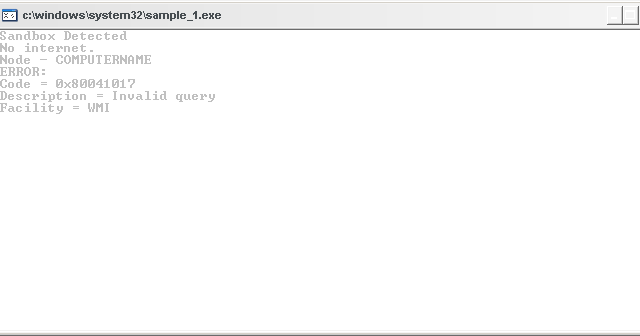 c:\windows\system32\sample_1.exe
Sandbox Detected
No internet.
Node - COMPUTERNAME
ERROR:
Code = 0x80041017
Description = Invalid query
Facility = WMI